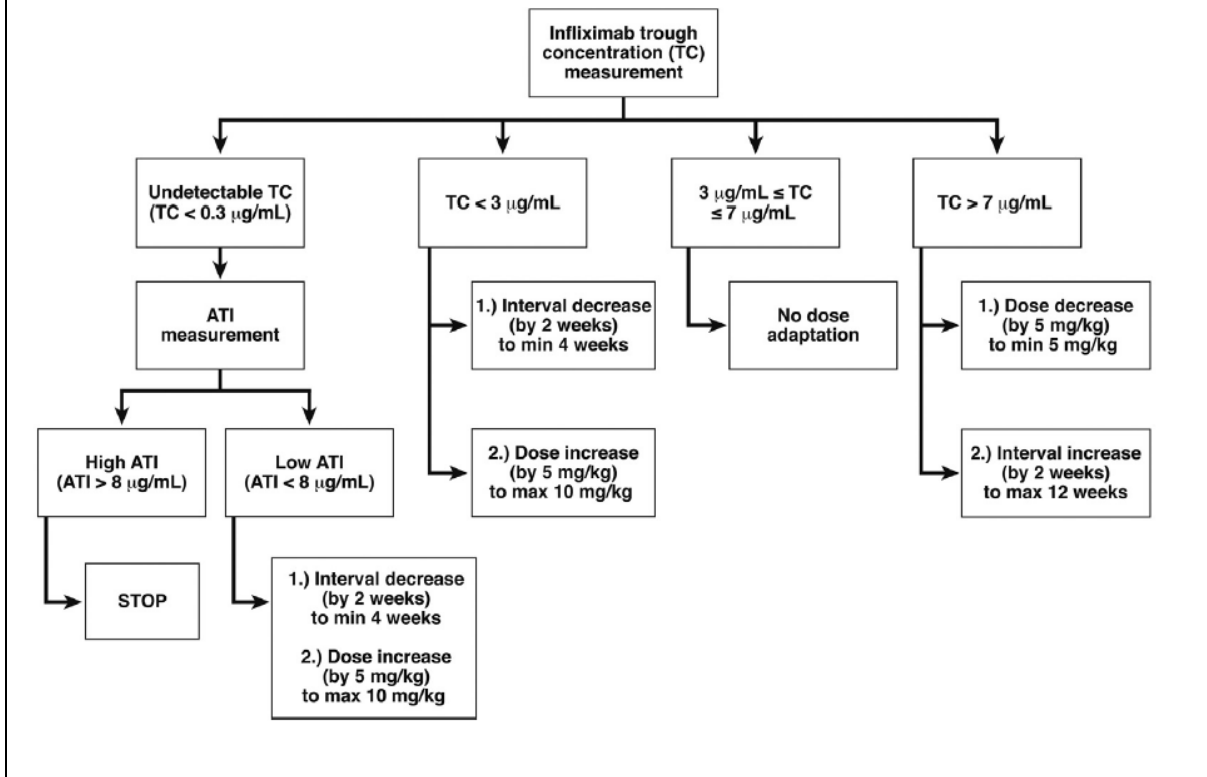 Infliximab trough
concentration (TC)
measurement
Undetectable TC
(TC < 0.3 μg/mL)
TC < 3 μg/mL
3 μg/mL ≤ TC
≤ 7 μg/mL
TC > 7 μg/mL
ATI
measurement
1.) Interval decrease
(by 2 weeks)
to min 4 weeks
No dose
adaptation
1.) Dose decrease
(by 5 mg/kg)
to min 5 mg/kg
High ATI
(ATI > 8 μg/mL)
Low ATI
(ATI < 8 μg/mL)
2.) Dose increase
(by 5 mg/kg)
to max 10 mg/kg
2.) Interval increase
(by 2 weeks)
to max 12 weeks
STOP
1.) Interval decrease
(by 2 weeks)
to min 4 weeks
2.) Dose increase
(by 5 mg/kg)
to max 10 mg/kg